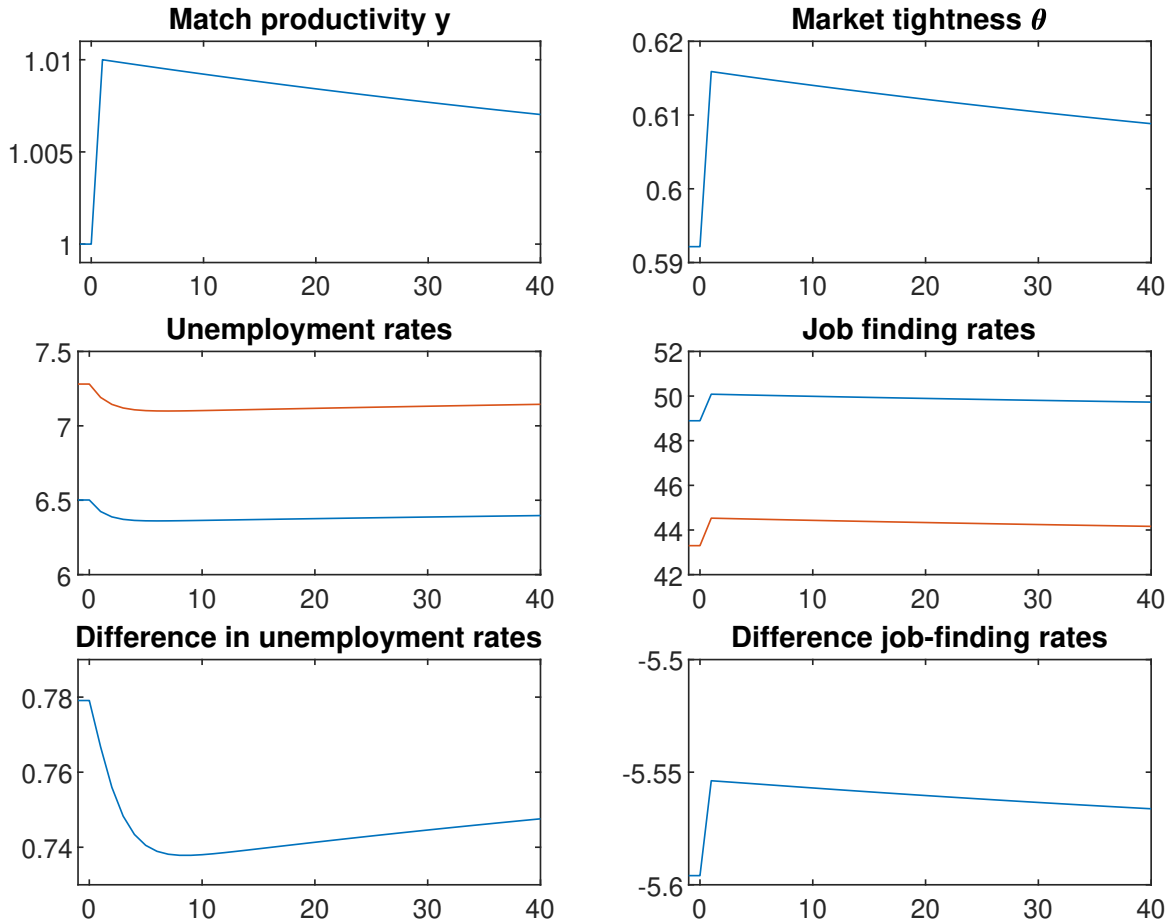 Match productivity y
1.01
1.005
1
0 10 20 30 40
Market tightness θ
0.62
0.61
0.6
0.59
0 10 20 30 40
Unemployment rates
7.5
7
6.5
6
0 10 20 30 40
Job finding rates
52
50
48
46
44
42
0 10 20 30 40
Difference in unemployment rates
0.78
0.76
0.74
0 10 20 30 40
Difference job-finding rates
-5.5
-5.55
-5.6
0 10 20 30 40